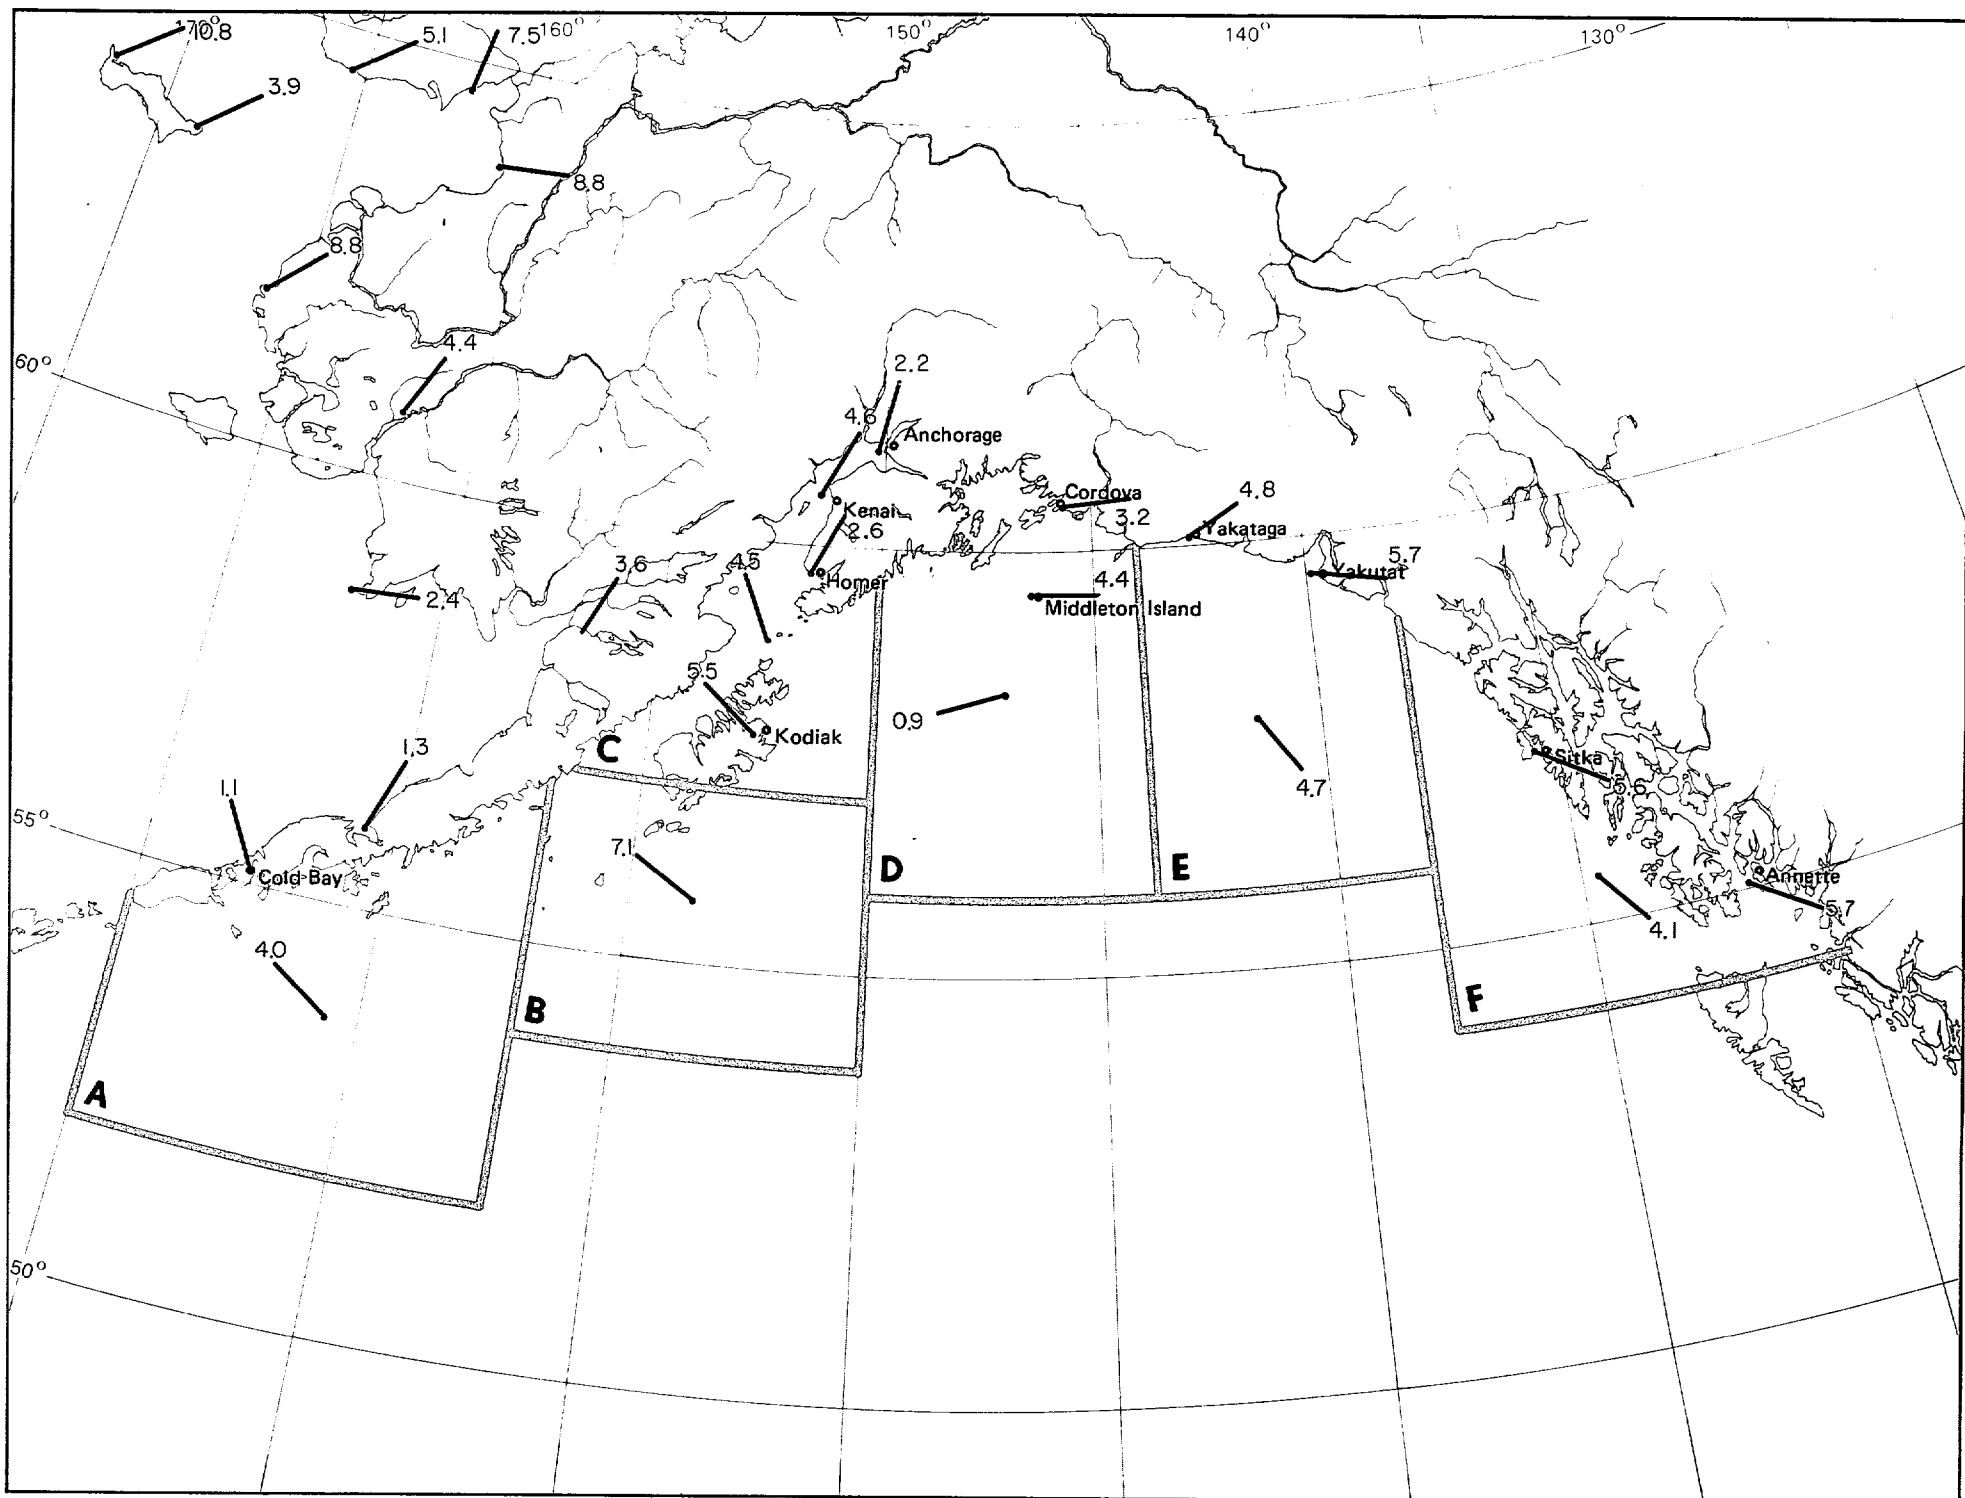 170°
10.8
5.1
7.5
160°
150°
140°
130°
3.9
8.8
8.8
4.4
60°
2.2
4.6
Anchorage
Cordova
3.2
4.8
Yakataga
Kenai
2.6
Homer
4.5
3.6
2.4
5.7
Yakutat
4.4
Middleton Island
5.5
Kodiak
C
0.9
4.7
Sitka
5.6
1.3
1.1
55°
Cold Bay
7.1
D
E
Annette
5.7
4.1
4.0
B
F
A
50°